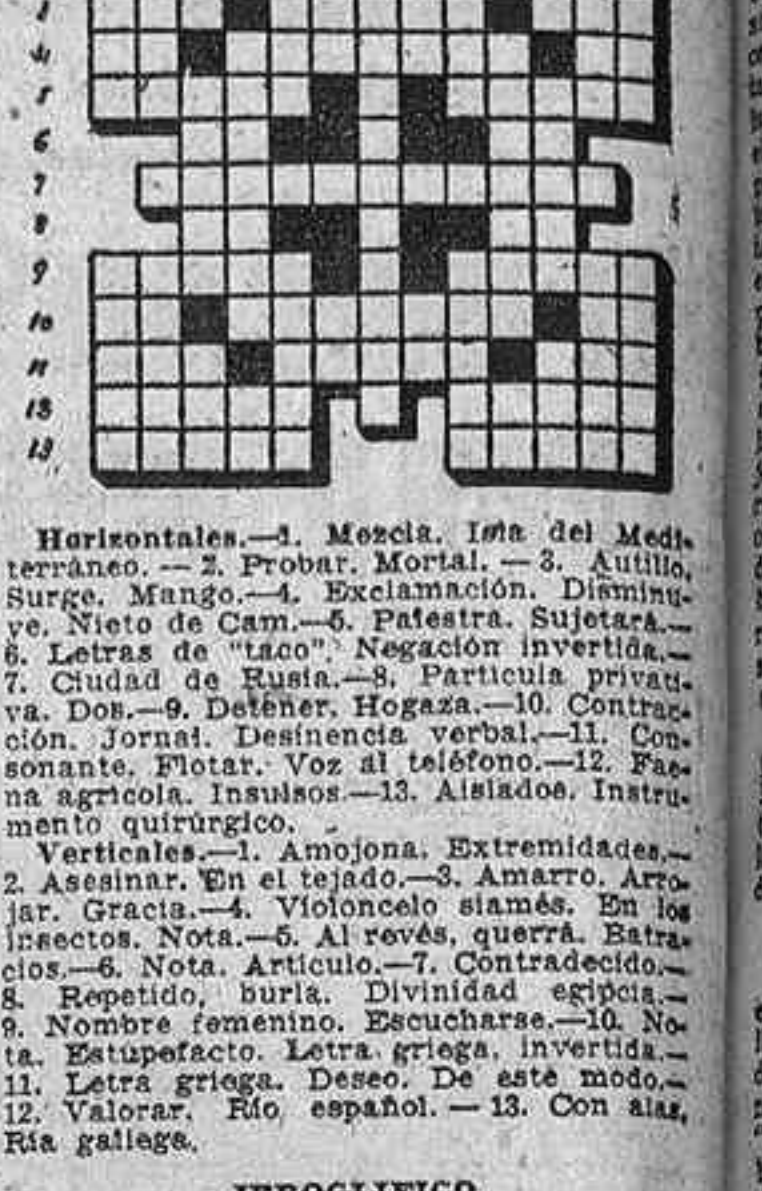 4
5
6
7
8
9
10
11
12
13
Horizontales.—1. Mezcla. Isla del Medi-
terráneo. — 2. Probar. Mortal. — 3. Autillo,
Surge. Mango.—4. Exclamación. Disminu-
ye. Nieto de Cam.—5. Palestra. Sujetará.—
6. Letras de "taco". Negación invertida.—
7. Ciudad de Rusia.—8. Partícula privati-
va. Dos.—9. Detener. Hogaza.—10. Contrac-
ción. Jornal. Desinencia verbal.—11. Con-
sonante. Flotar. Voz al teléfono.—12. Fae-
na agrícola. Insulsos.—13. Aislados. Instru-
mento quirúrgico.
Verticales.—1. Amojona. Extremidades.—
2. Asesinar. En el tejado.—3. Amarro. Arro-
jar. Gracia.—4. Violoncelo siamés. En los
insectos. Nota.—5. Al revés, querrá. Batra-
cios.—6. Nota. Artículo.—7. Contradecido.—
8. Repetido, burla. Divinidad egipcia.—
9. Nombre femenino. Escucharse.—10. No-
ta. Estupefacto. Letra griega, invertida.—
11. Letra griega. Deseo. De este modo.—
12. Valorar. Río español. — 13. Con alas,
Ría gallega.
JEROGLIFICO